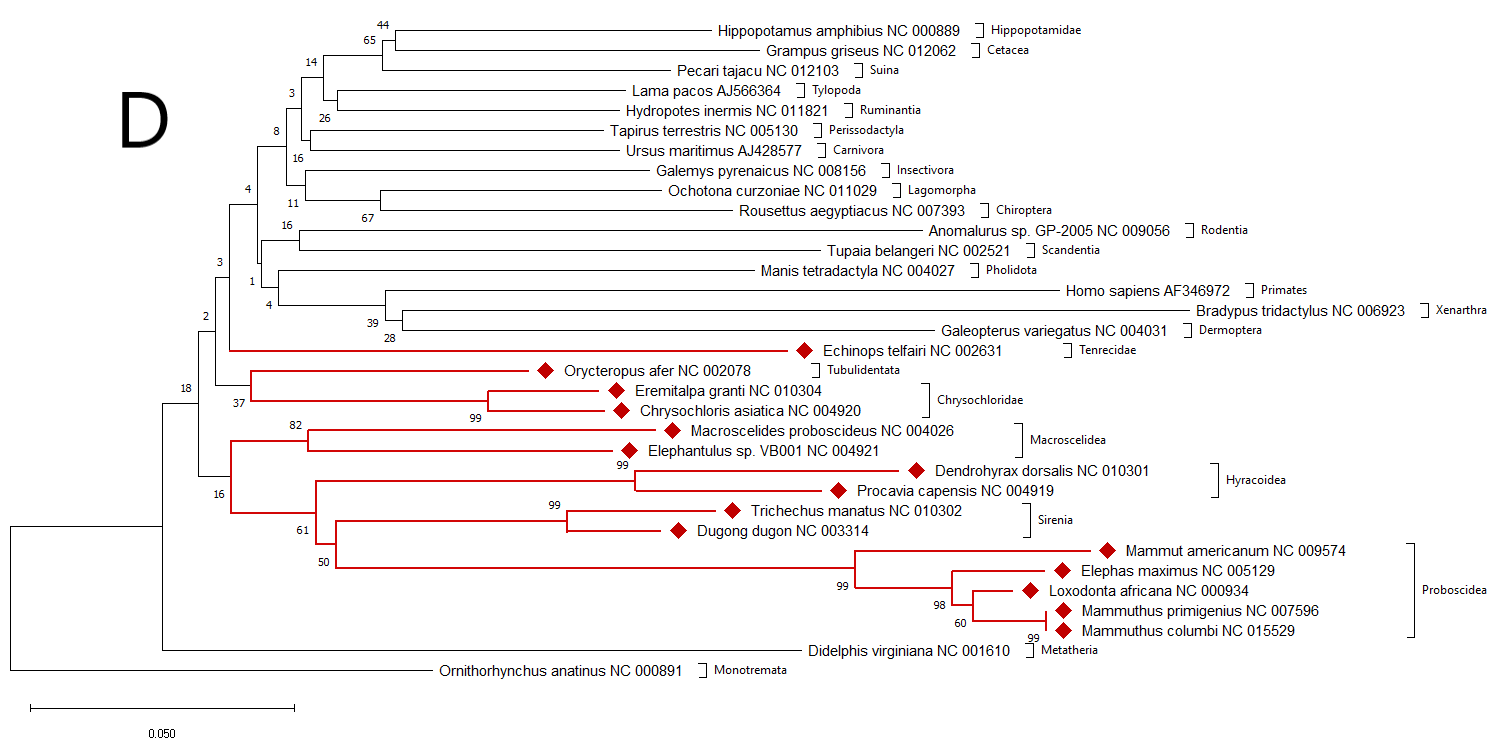 D
44
Hippopotamus amphibius NC 000889 Hippopotamidae
65
Grampus griseus NC 012062 Cetacea
14
Pecari tajacu NC 012103 Suina
3
Lama pacos AJ566364 Tylopoda
26
Hydropotes inermis NC 011821 Ruminantia
8
Tapirus terrestris NC 005130 Perissodactyla
16
Ursus maritimus AJ428577 Carnivora
Galemys pyrenaicus NC 008156 Insectivora
4
11
Ochotona curzoniae NC 011029 Lagomorpha
67
Rousettus aegyptiacus NC 007393 Chiroptera
16
Anomalurus sp. GP-2005 NC 009056 Rodentia
Tupaia belangeri NC 002521 Scandentia
3
1
Manis tetradactyla NC 004027 Pholidota
4
Homo sapiens AF346972 Primates
2
39
Bradypus tridactylus NC 006923 Xenarthra
28
Galeopterus variegatus NC 004031 Dermoptera
Echinops telfairi NC 002631 Tenrecidae
Orycteropus afer NC 002078 Tubulidentata
18
37
Eremitalpa granti NC 010304
Chrysochloridae
99
Chrysochloris asiatica NC 004920
82
Macroscelides proboscideus NC 004026
Macroscelidea
Elephantulus sp. VB001 NC 004921
99
Dendrohyrax dorsalis NC 010301
Hyracoidea
16
Procavia capensis NC 004919
99
Trichechus manatus NC 010302
Sirenia
61
Dugong dugon NC 003314
50
Mammut americanum NC 009574
99
Elephas maximus NC 005129
Loxodonta africana NC 000934
Proboscidea
98
Mammuthus primigenius NC 007596
60
Mammuthus columbi NC 015529
99
Didelphis virginiana NC 001610 Metatheria
Ornithorhynchus anatinus NC 000891 Monotremata
0.050